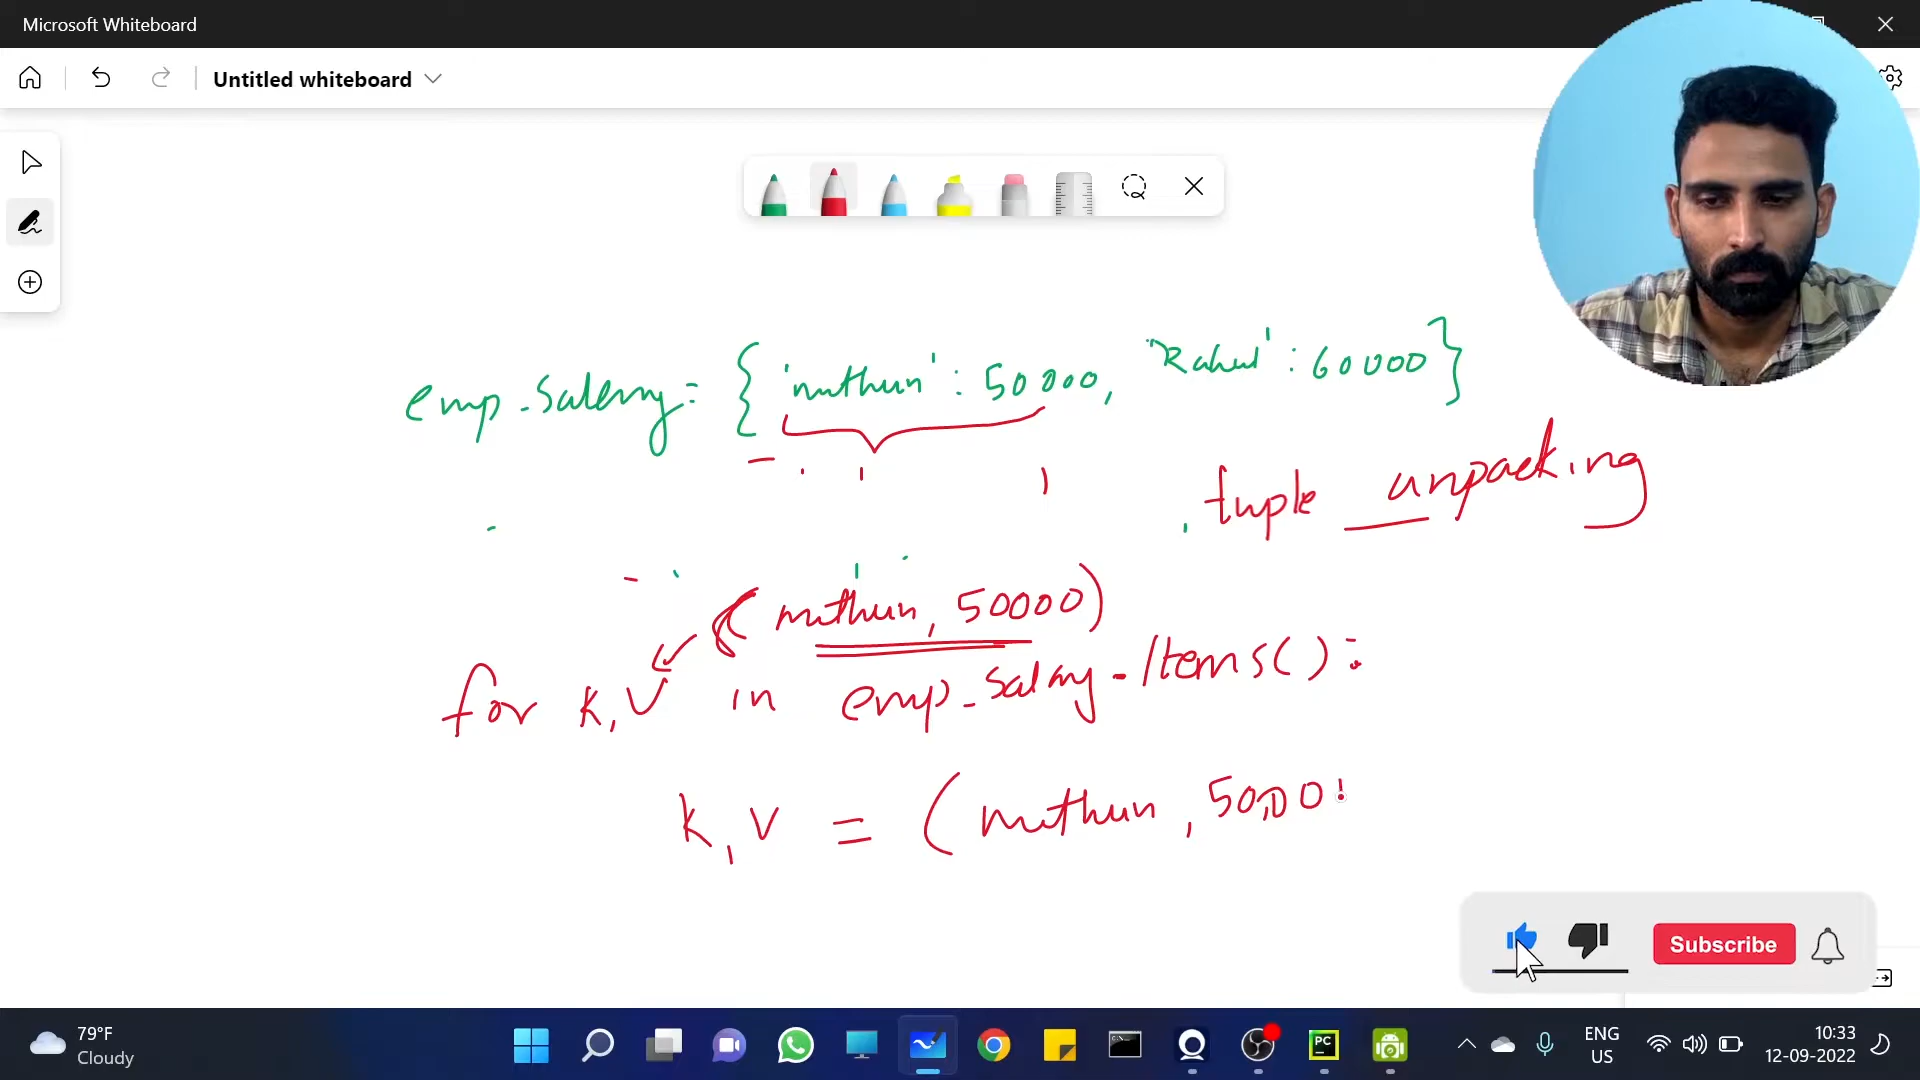 Microsoft Whiteboard
Untitled whiteboard
emp_salary = { 'mithun' : 50000, 'Rahul' : 60000 }
tuple unpacking
( mithun, 50000)
for k,v in emp_salary.items():
k,v = ( mithun , 5000
Subscribe
79°F
Cloudy
ENG
US
10:33
12-09-2022